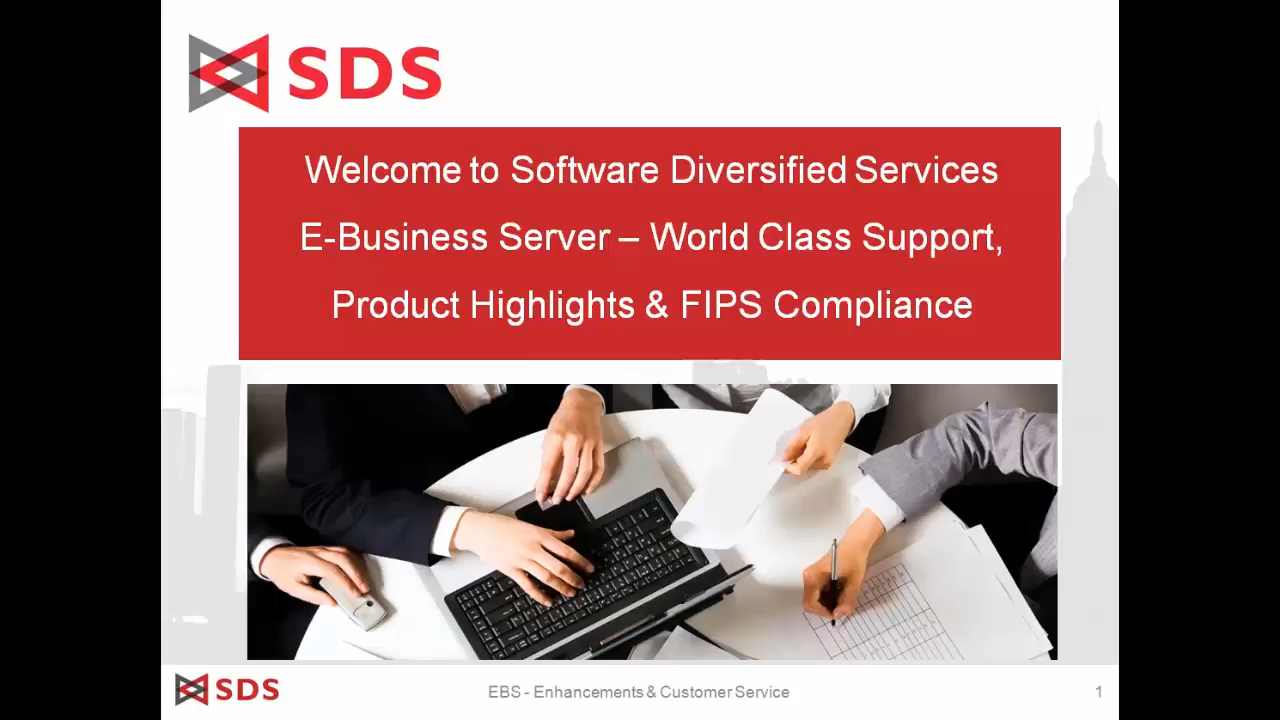 SDS
Welcome to Software Diversified Services
E-Business Server – World Class Support,
Product Highlights & FIPS Compliance
SDS
EBS - Enhancements & Customer Service
1